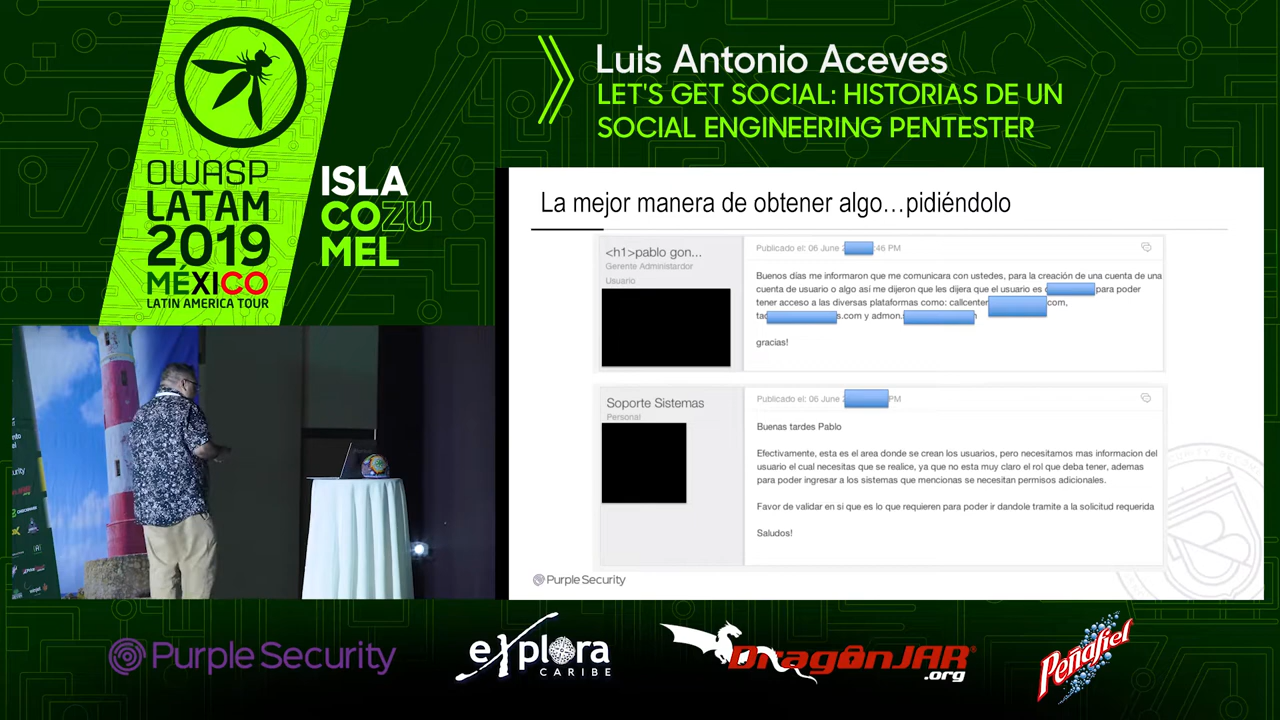 OWASP
LATAM
2019
MÉXICO
LATIN AMERICA TOUR
ISLA
COZU
MEL
Luis Antonio Aceves
LET'S GET SOCIAL: HISTORIAS DE UN
SOCIAL ENGINEERING PENTESTER
La mejor manera de obtener algo…pidiéndolo
<h1>pablo gon...
Gerente Administardor
Usuario
Publicado el: 06 June 46 PM
Buenos días me informaron que me comunicara con ustedes, para la creación de una cuenta de una
cuenta de usuario o algo asi me dijeron que les dijera que el usuario es para poder
tener acceso a las diversas plataformas como: callcenter com,
s.com y admon.
gracias!
Soporte Sistemas
Personal
Publicado el: 06 June PM
Buenas tardes Pablo
Efectivamente, esta es el area donde se crean los usuarios, pero necesitamos mas informacion del
usuario el cual necesitas que se realice, ya que no esta muy claro el rol que deba tener, ademas
para poder ingresar a los sistemas que mencionas se necesitan permisos adicionales.
Favor de validar en si que es lo que requieren para poder ir dandole tramite a la solicitud requerida
Saludos!
Purple Security
Purple Security
eXplora
CARIBE
DragonJAR
.org
Peñafiel